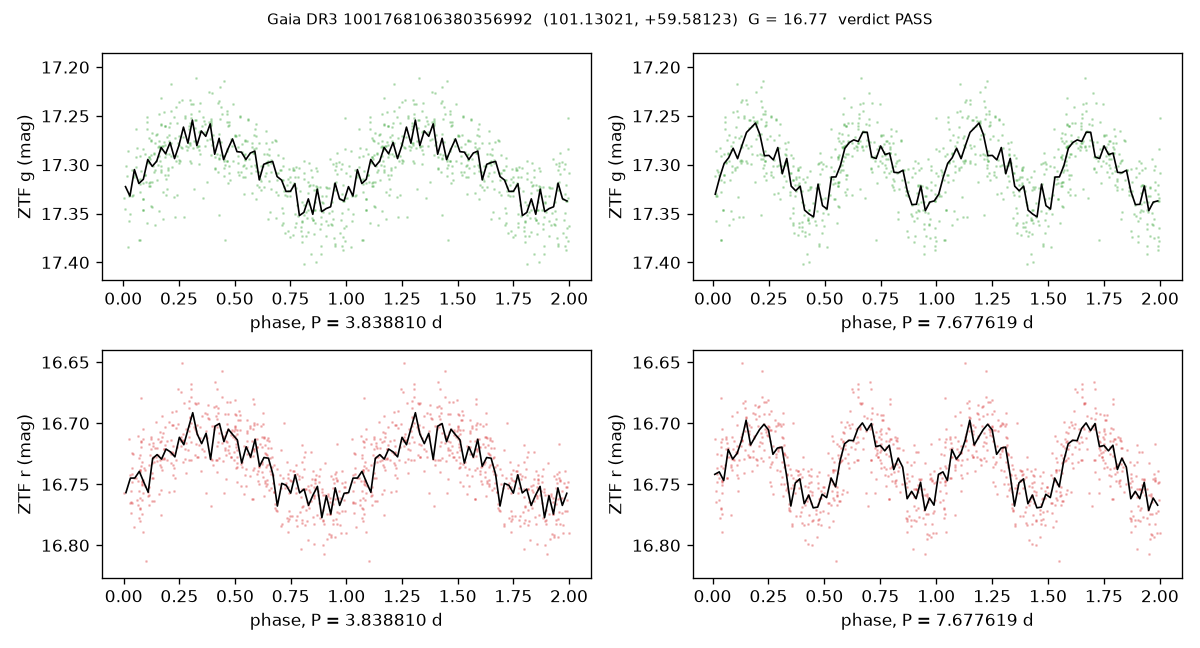 Gaia DR3 1001768106380356992  (101.13021, +59.58123)  G = 16.77  verdict PASS
ZTF g (mag)
17.20
17.25
17.30
17.35
17.40
0.00 0.25 0.50 0.75 1.00 1.25 1.50 1.75 2.00
phase, P = 3.838810 d
ZTF g (mag)
17.20
17.25
17.30
17.35
17.40
0.00 0.25 0.50 0.75 1.00 1.25 1.50 1.75 2.00
phase, P = 7.677619 d
ZTF r (mag)
16.65
16.70
16.75
16.80
0.00 0.25 0.50 0.75 1.00 1.25 1.50 1.75 2.00
phase, P = 3.838810 d
ZTF r (mag)
16.65
16.70
16.75
16.80
0.00 0.25 0.50 0.75 1.00 1.25 1.50 1.75 2.00
phase, P = 7.677619 d